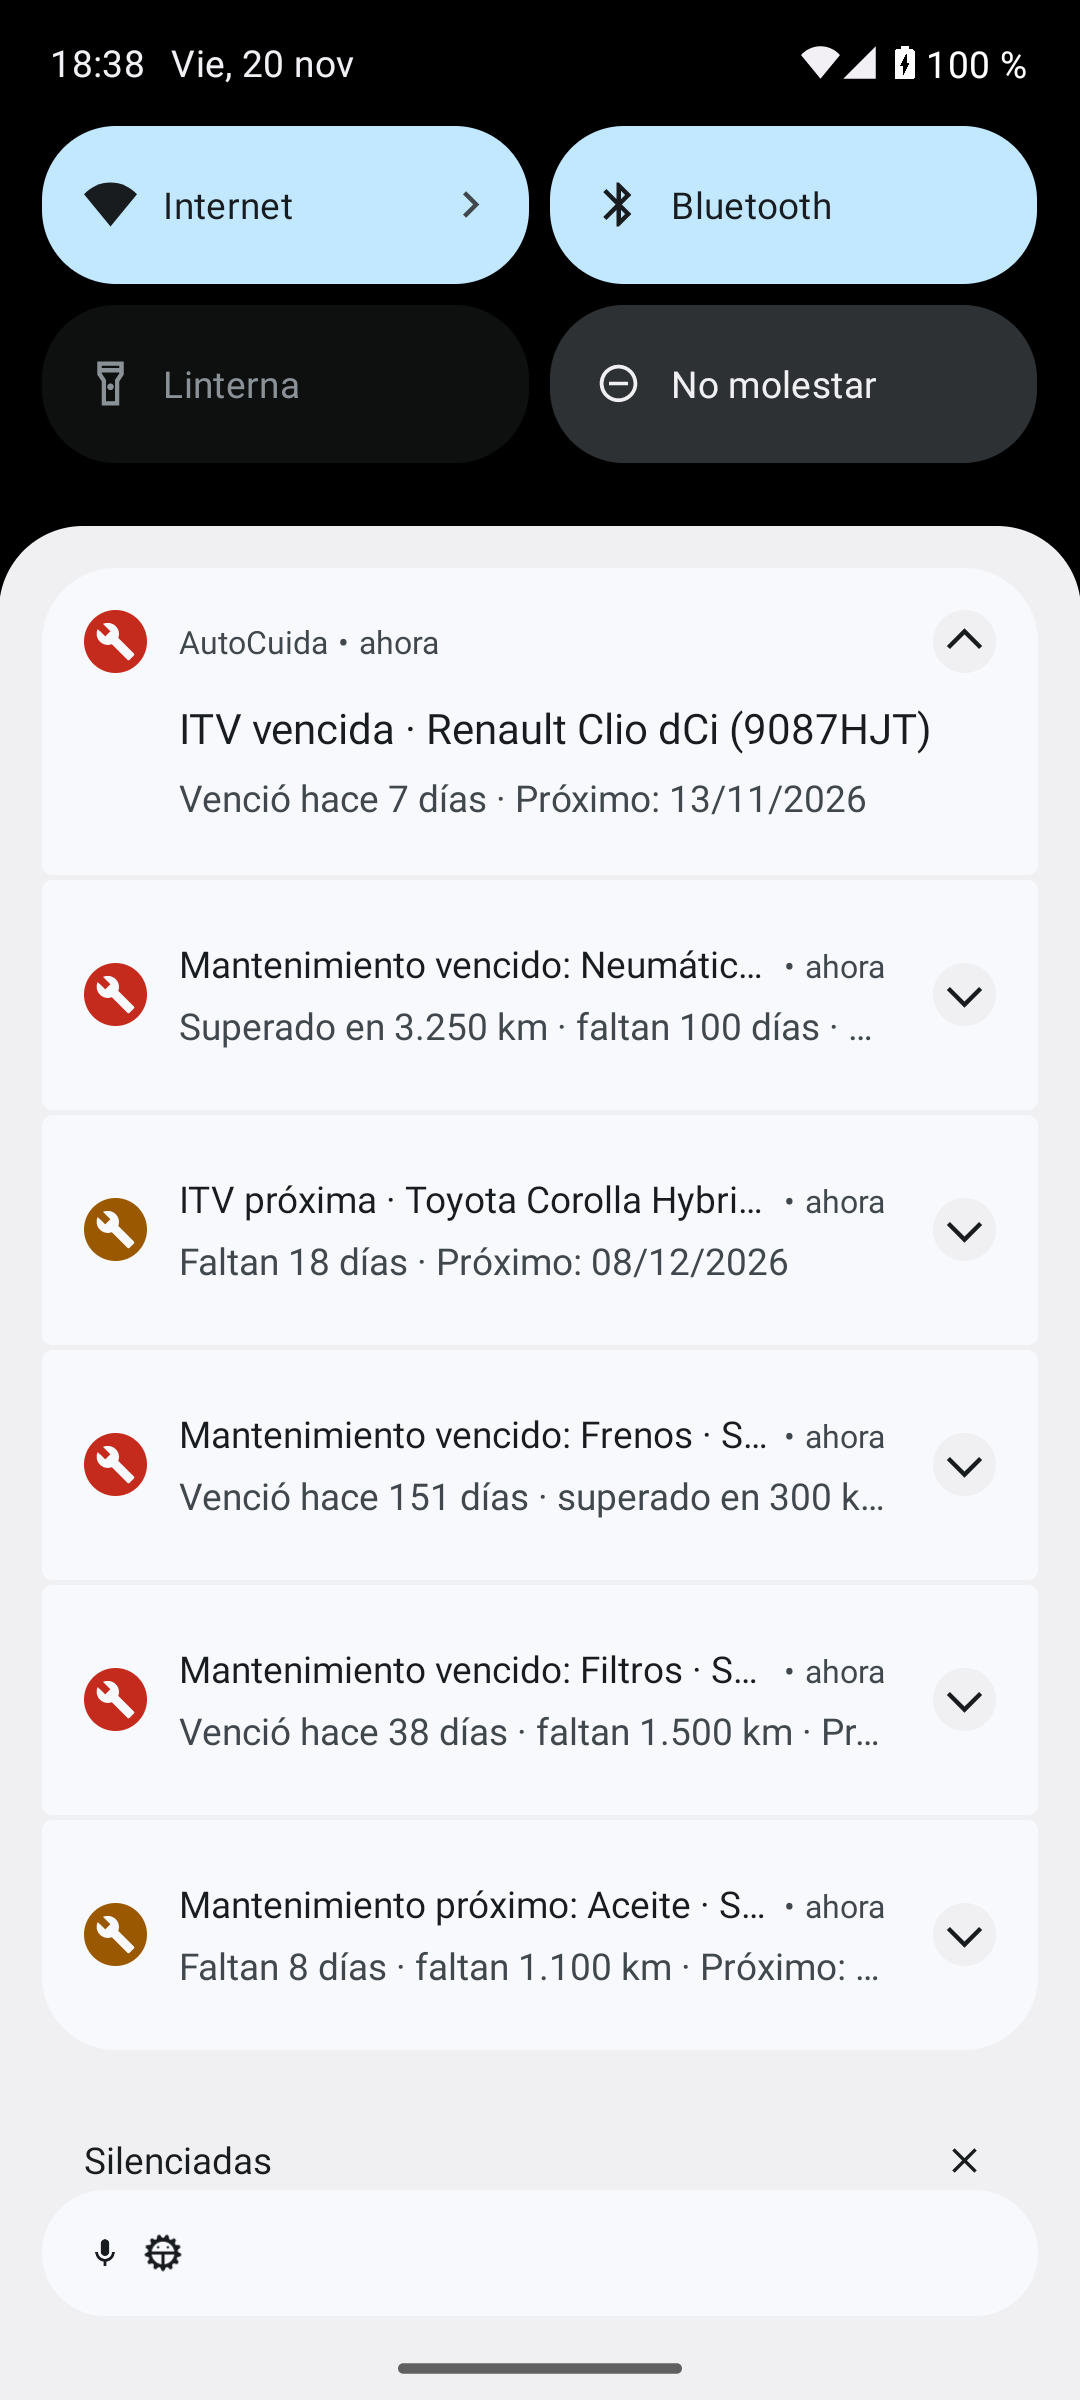 18:38 Vie, 20 nov 100 %
Internet
Bluetooth
Linterna
No molestar
AutoCuida • ahora
ITV vencida · Renault Clio dCi (9087HJT)
Venció hace 7 días · Próximo: 13/11/2026
Mantenimiento vencido: Neumátic… • ahora
Superado en 3.250 km · faltan 100 días · …
ITV próxima · Toyota Corolla Hybri… • ahora
Faltan 18 días · Próximo: 08/12/2026
Mantenimiento vencido: Frenos · S… • ahora
Venció hace 151 días · superado en 300 k…
Mantenimiento vencido: Filtros · S… • ahora
Venció hace 38 días · faltan 1.500 km · Pr…
Mantenimiento próximo: Aceite · S… • ahora
Faltan 8 días · faltan 1.100 km · Próximo: …
Silenciadas